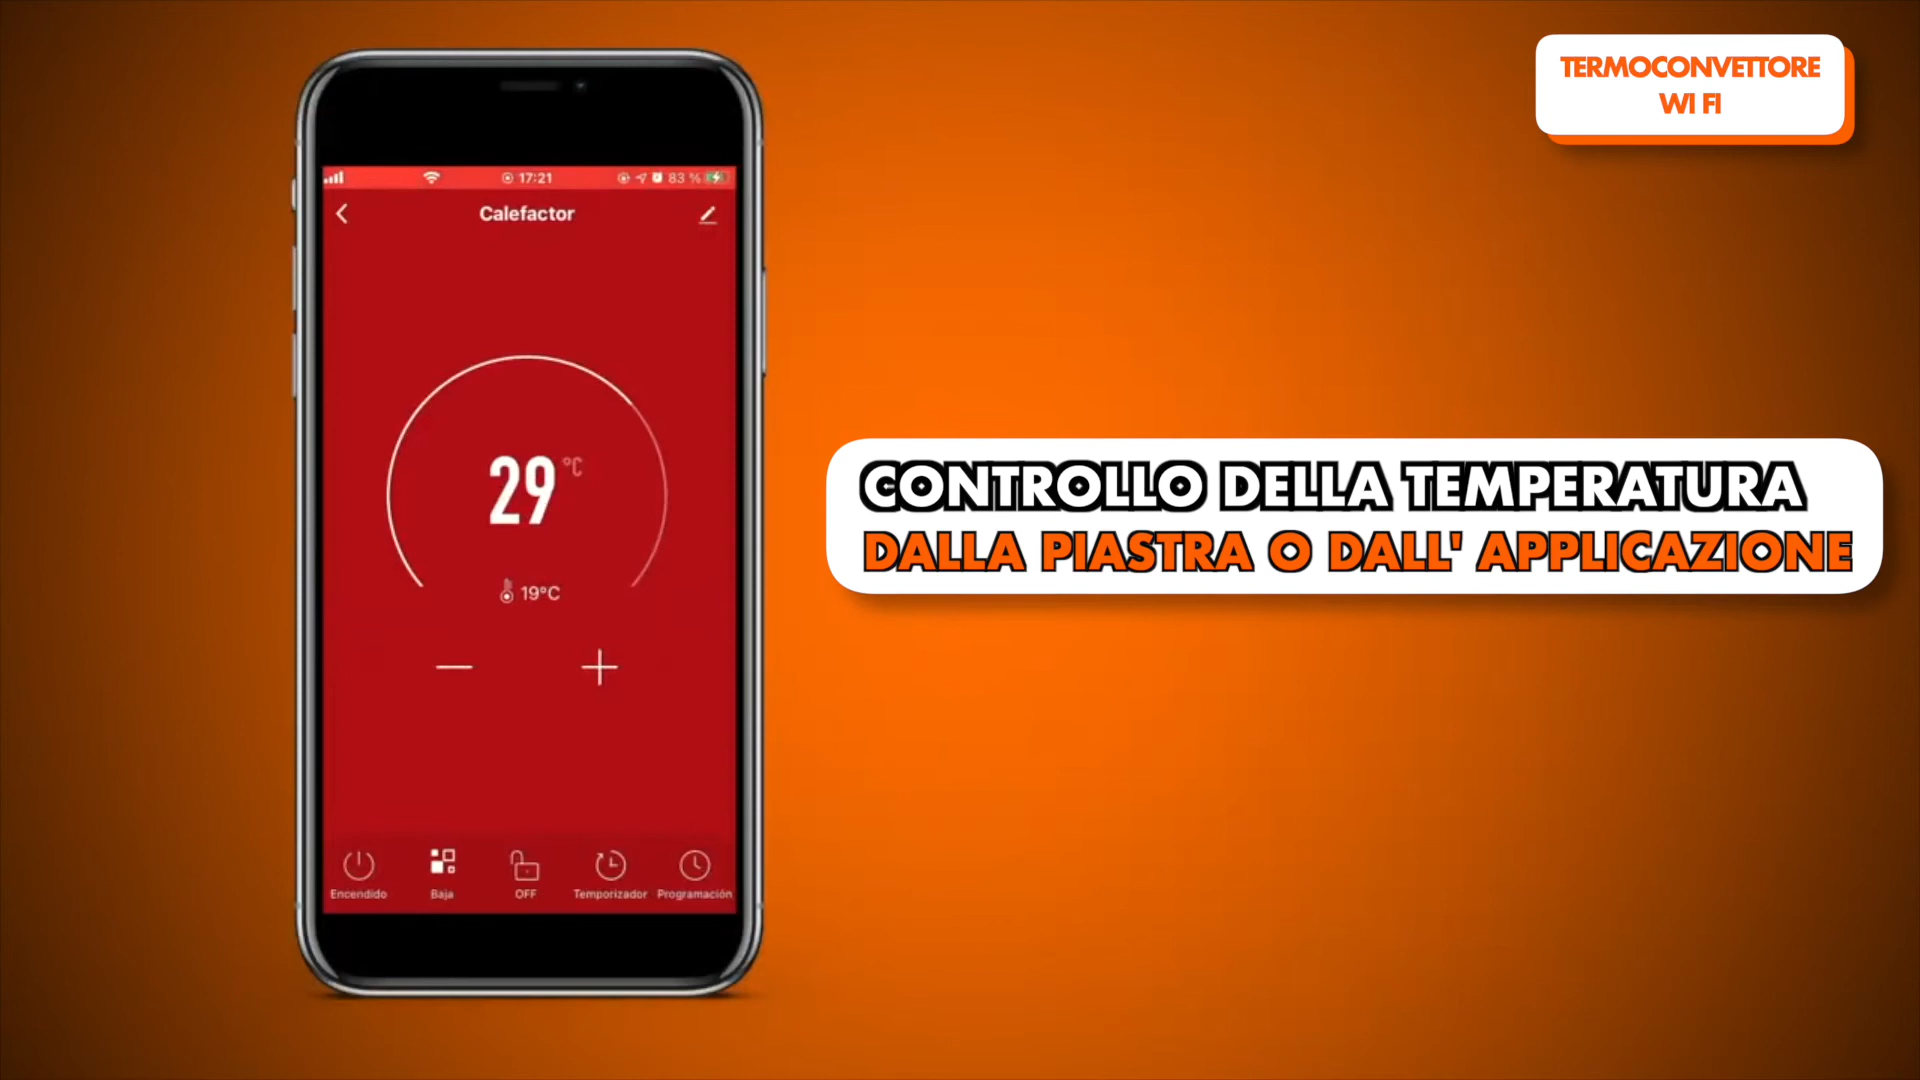 TERMOCONVETTORE
WI FI
17:21
83 %
Calefactor
29 °C
19°C
CONTROLLO DELLA TEMPERATURA
DALLA PIASTRA O DALL' APPLICAZIONE
Encendido
Baja
OFF
Temporizador
Programación